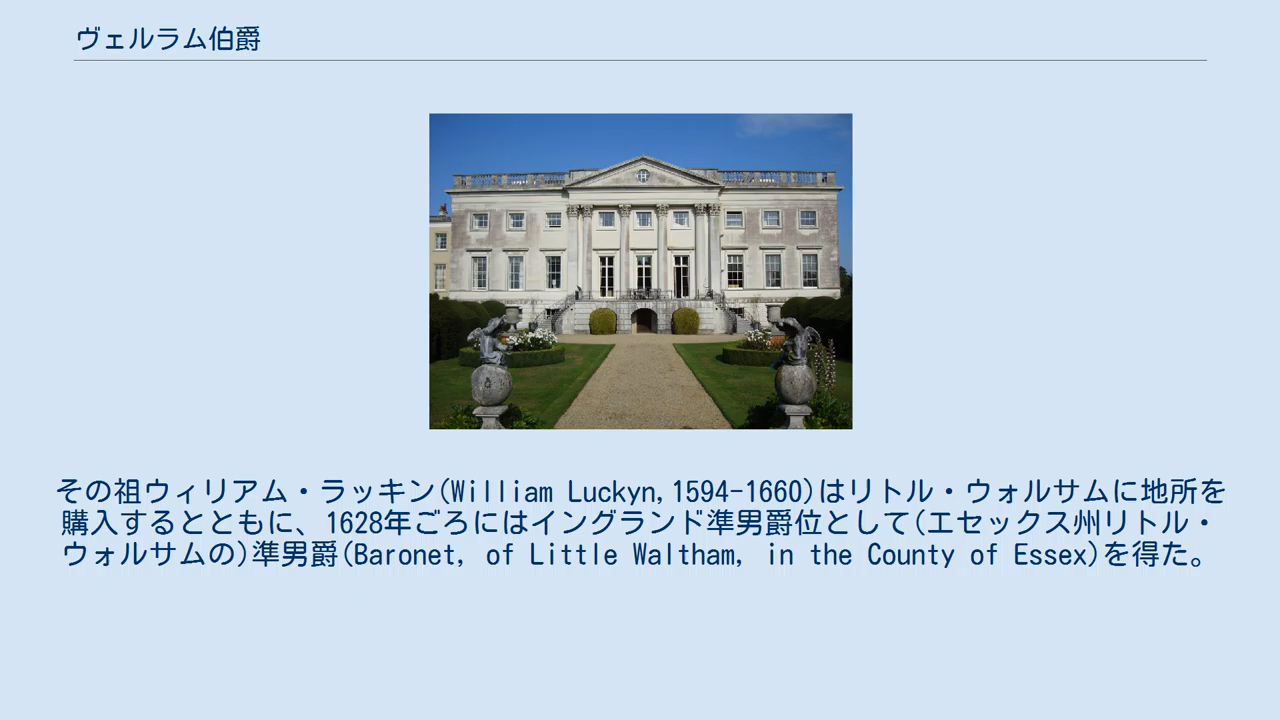 ヴェルラム伯爵
その祖ウィリアム・ラッキン(William Luckyn,1594-1660)はリトル・ウォルサムに地所を
購入するとともに、1628年ごろにはイングランド準男爵位として(エセックス州リトル・
ウォルサムの)準男爵(Baronet, of Little Waltham, in the County of Essex)を得た。